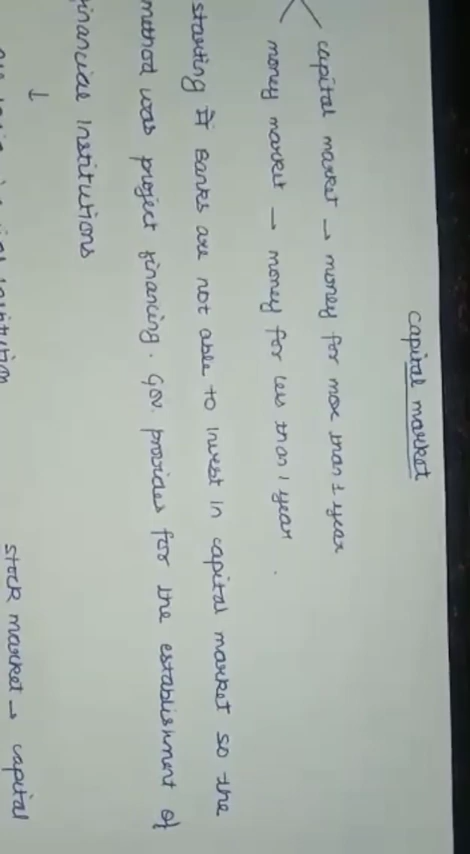 capital market
capital market → money for more than 1 year
money market → money for less than 1 year.
starting Banks are not able to invest in capital market so the
method was project financing. Gov. provides for the establishment of
financial Institutions
↓
stock market → capital